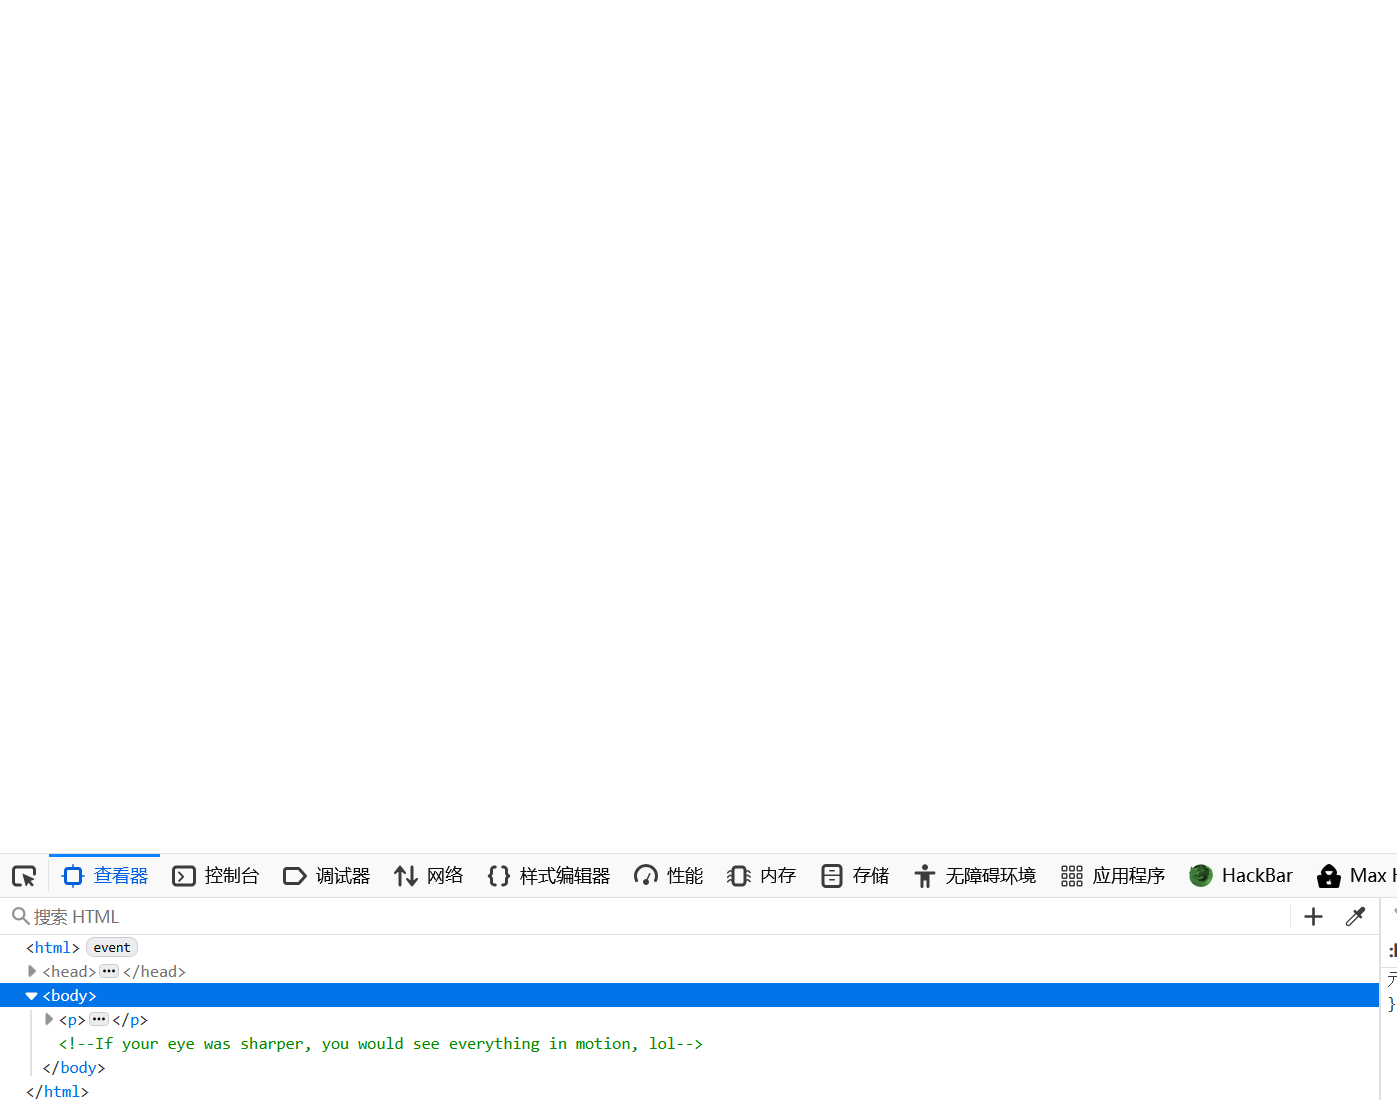 查看器 控制台 调试器 网络 样式编辑器 性能 内存 存储 无障碍环境 应用程序 HackBar Max
搜索 HTML
<html> event
<head> ••• </head>
<body>
<p> ••• </p>
<!--If your eye was sharper, you would see everything in motion, lol-->
</body>
}
</html>